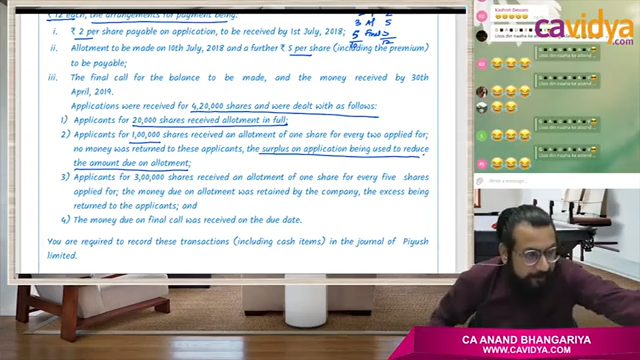 ₹ 12 each, the arrangements for payment being:
i. ₹ 2 per share payable on application, to be received by 1st July, 2018;
ii. Allotment to be made on 10th July, 2018 and a further ₹ 5 per share (including the premium) to be payable;
iii. The final call for the balance to be made, and the money received by 30th April, 2019.
Applications were received for 4,20,000 shares and were dealt with as follows:
1) Applicants for 20,000 shares received allotment in full;
2) Applicants for 1,00,000 shares received an allotment of one share for every two applied for; no money was returned to these applicants, the surplus on application being used to reduce the amount due on allotment;
3) Applicants for 3,00,000 shares received an allotment of one share for every five shares applied for; the money due on allotment was retained by the company, the excess being returned to the applicants; and
4) The money due on final call was received on the due date.
You are required to record these transactions (including cash items) in the journal of Piyush limited.
cavidya.com
CA ANAND BHANGARIYA
WWW.CAVIDYA.COM